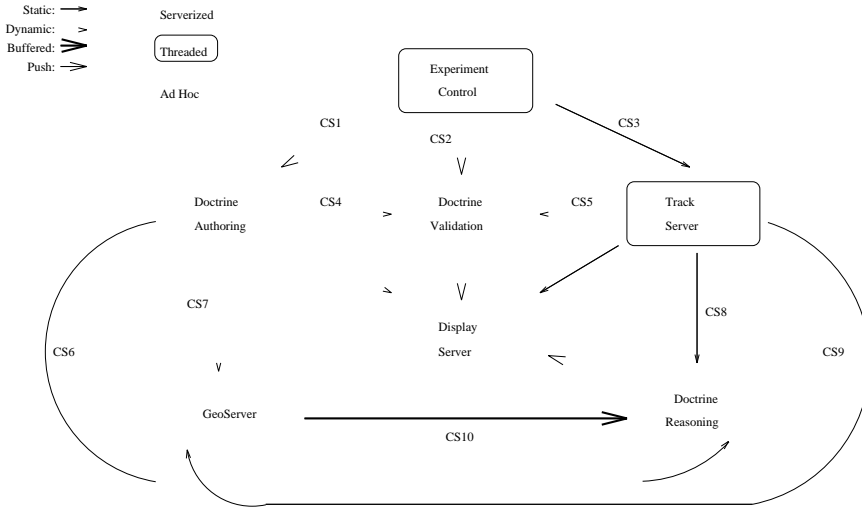 Static:
Dynamic:
Buffered:
Push:
Serverized
Threaded
Ad Hoc
Experiment
Control
CS1
CS2
CS3
Doctrine
Authoring
CS4
Doctrine
Validation
CS5
Track
Server
CS7
Display
Server
CS8
CS6
CS9
GeoServer
CS10
Doctrine
Reasoning